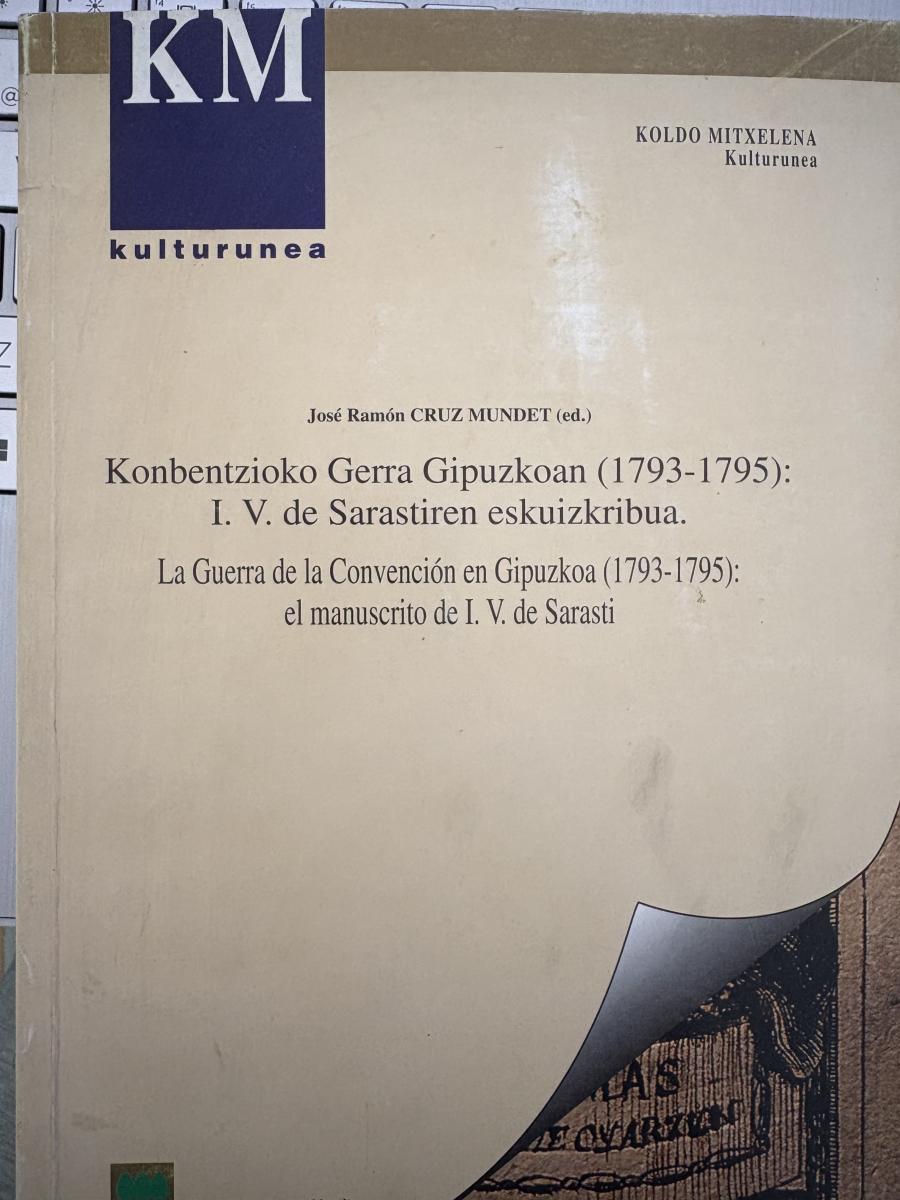 KM
kulturunea
KOLDO MITXELENA
Kulturunea
José Ramón CRUZ MUNDET (ed.)
Konbentzioko Gerra Gipuzkoan (1793-1795):
I. V. de Sarastiren eskuizkribua.
La Guerra de la Convención en Gipuzkoa (1793-1795):
el manuscrito de I. V. de Sarasti
OYARZUN